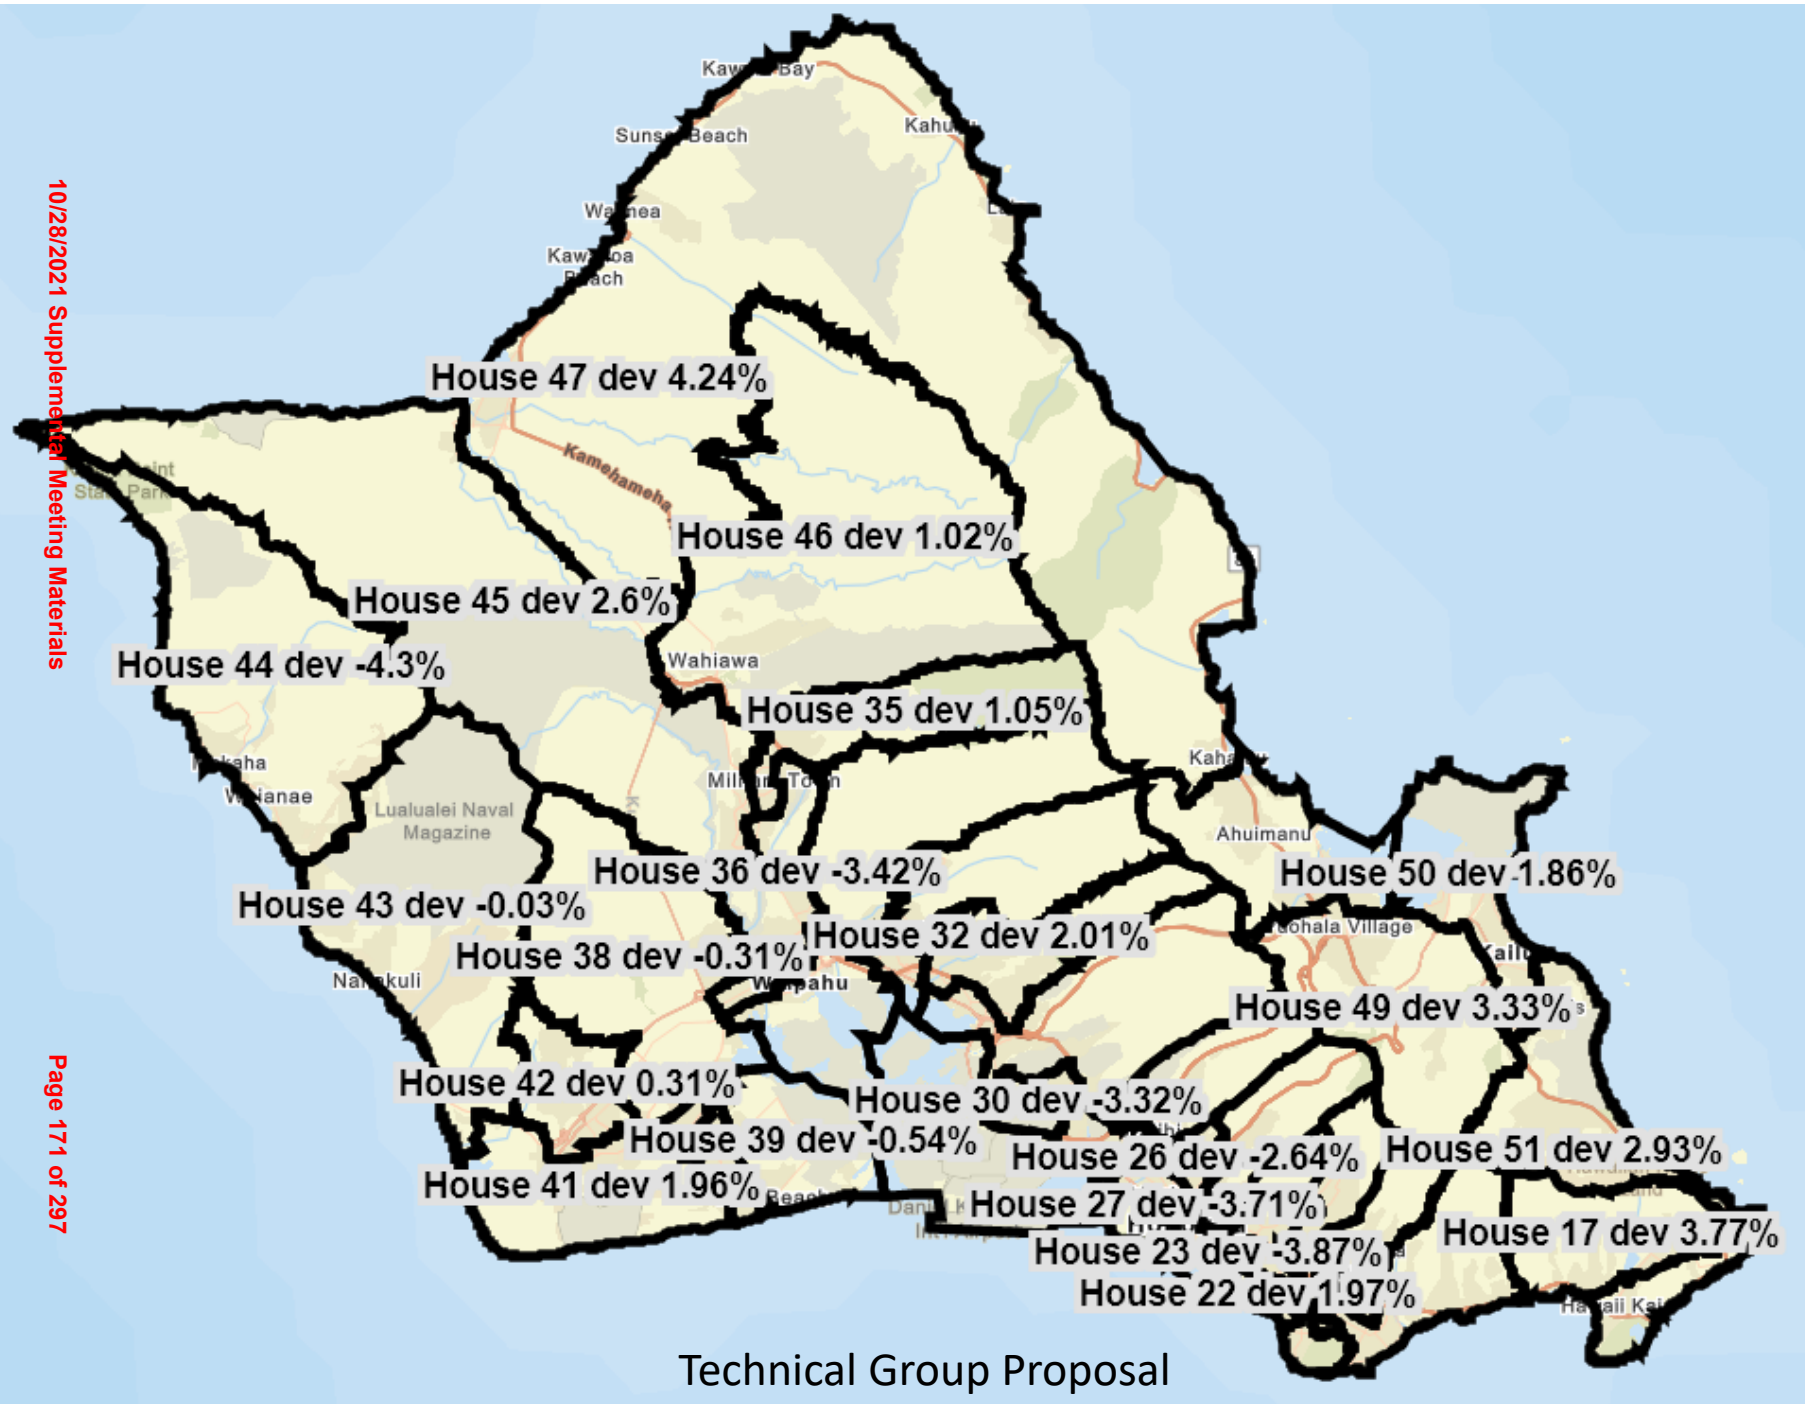 10/28/2021 Supplemental Meeting Materials
Page 171 of 297
Bay
Beach
House 47 dev 4.24%
Kamehameha
House 46 dev 1.02%
House 45 dev 2.6%
House 44 dev -4.3%
Wahiawa
House 35 dev 1.05%
Lualualei Naval
Magazine
Ahuimanu
House 36 dev -3.42%
House 50 dev 1.86%
House 43 dev -0.03%
House 32 dev 2.01%
Village
House 38 dev -0.31%
House 49 dev 3.33%
House 42 dev 0.31%
House 30 dev -3.32%
House 39 dev -0.54%
House 26 dev -2.64%
House 51 dev 2.93%
House 41 dev 1.96%
House 27 dev -3.71%
House 17 dev 3.77%
House 23 dev -3.87%
House 22 dev 1.97%
Technical Group Proposal